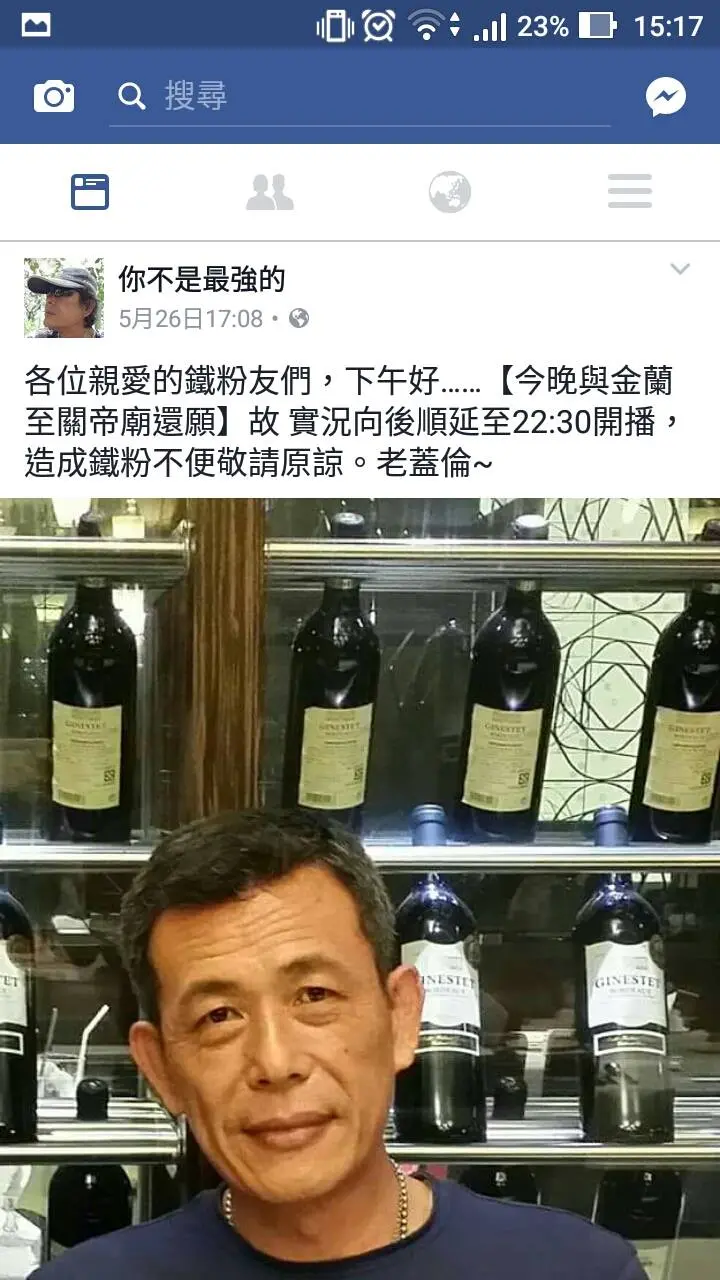 23% 15:17
搜尋
你不是最強的
5月26日17:08
各位親愛的鐵粉友們，下午好......【今晚與金蘭
至關帝廟還願】故 實況向後順延至22:30開播，
造成鐵粉不便敬請原諒。老蓋倫~
GINESTET
GINESTET
GINESTET
GINESTET
GINESTET
GINESTET
BORDEAUX